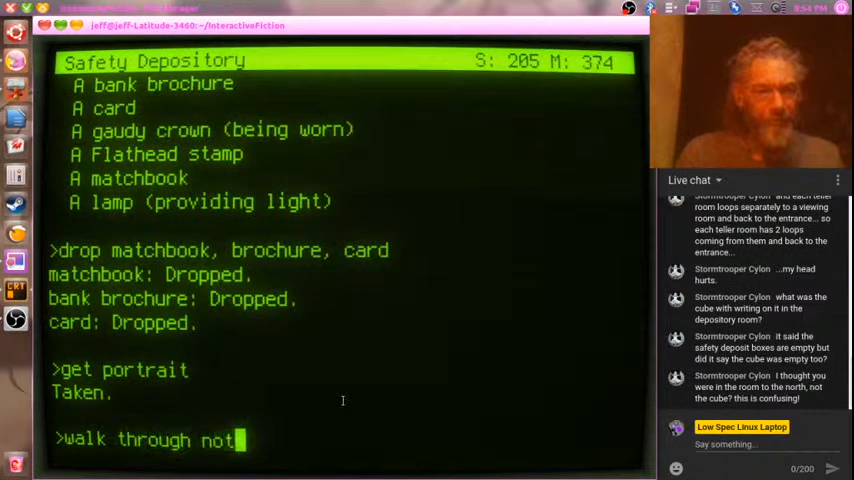 8:54 PM
jeff@jeff-Latitude-3460: ~/InteractiveFiction
Safety Depository S: 205 M: 374
A bank brochure
A card
A gaudy crown (being worn)
A Flathead stamp
A matchbook
A lamp (providing light)
>drop matchbook, brochure, card
matchbook: Dropped.
bank brochure: Dropped.
card: Dropped.
>get portrait
Taken.
>walk through not
CRT
Live chat
Stormtrooper Cylon and each teller
room loops separately to a viewing
room and back to the entrance... so
each teller room has 2 loops
coming from them and back to the
entrance...
Stormtrooper Cylon ...my head
hurts.
Stormtrooper Cylon what was the
cube with writing on it in the
depository room?
Stormtrooper Cylon it said the
safety deposit boxes are empty but
did it say the cube was empty too?
Stormtrooper Cylon I thought you
were in the room to the north, not
the cube? this is confusing!
Low Spec Linux Laptop
Say something...
0/200